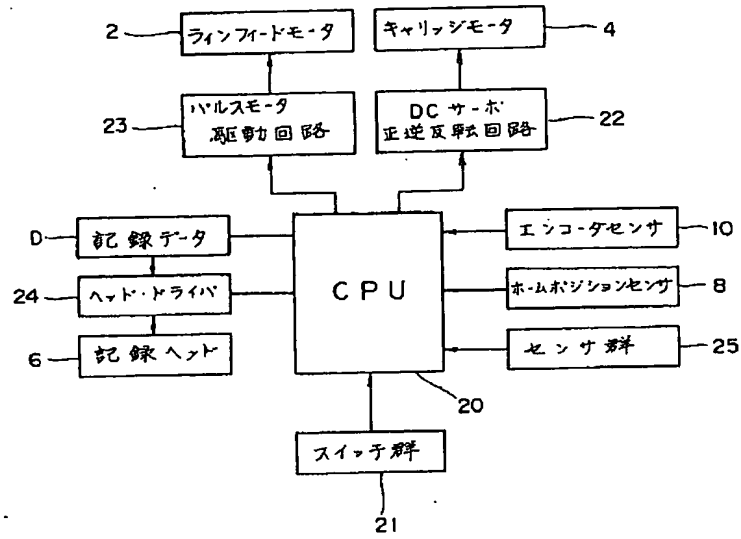 2
ラインフィードモータ
キャリッジモータ
4
23
パルスモータ
駆動回路
DCサーボ
正逆反転回路
22
D
記録データ
エンコーダセンサ
10
24
ヘッド・ドライバ
CPU
ホームポジションセンサ
8
6
記録ヘッド
センサ群
25
20
スイッチ群
21